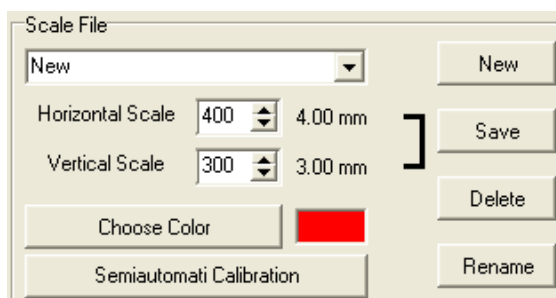 Scale File
New
New
Horizontal Scale 400 4.00 mm
Save
Vertical Scale 300 3.00 mm
Delete
Choose Color
Rename
Semiautomati Calibration